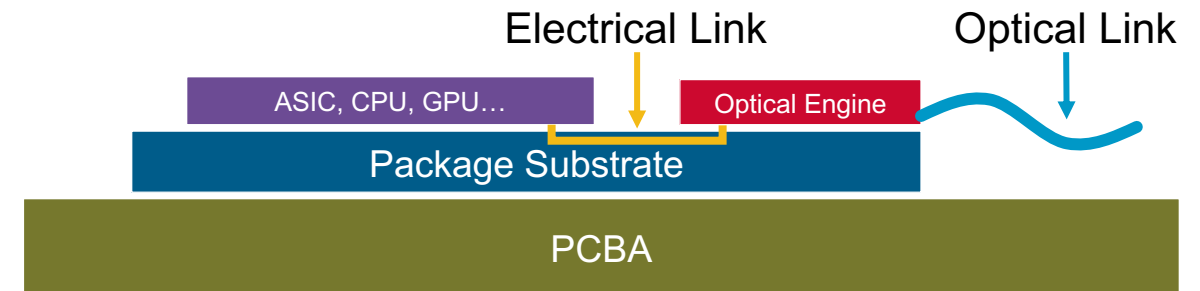 Electrical Link
Optical Link
ASIC, CPU, GPU…
Optical Engine
Package Substrate
PCBA